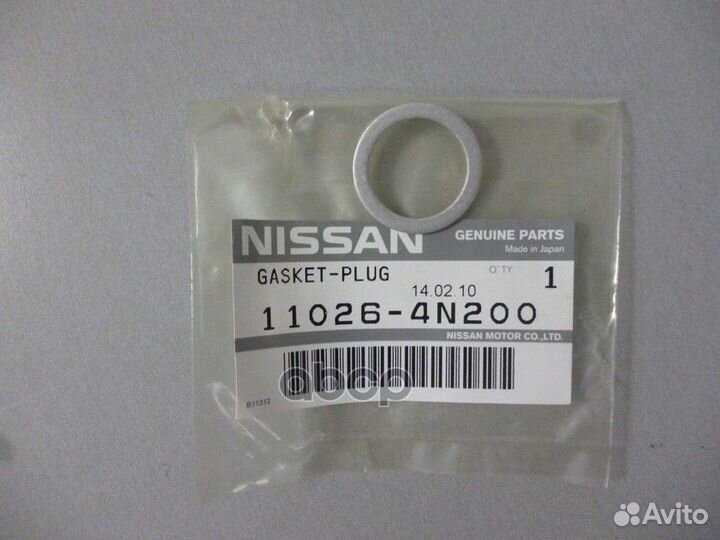 NISSAN
GENUINE PARTS
Made in Japan
GASKET-PLUG
Q'TY
1
14.02.10
11026-4N200
NISSAN MOTOR CO.,LTD.
abcp
B11312
Avito